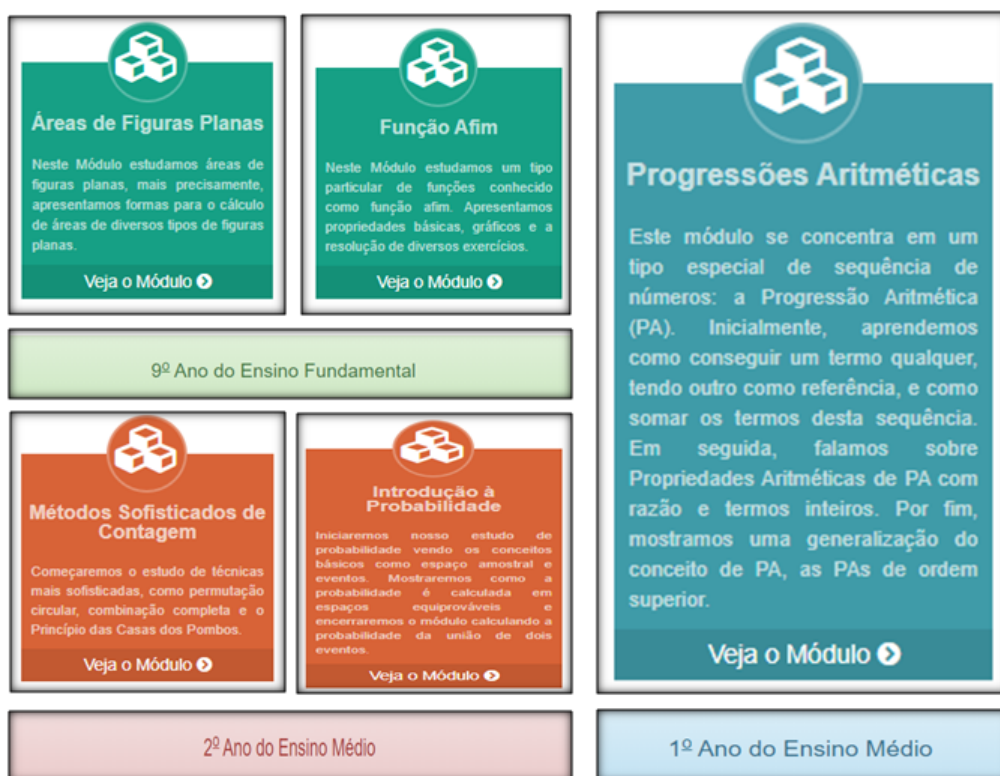 Áreas de Figuras Planas
Neste Módulo estudamos áreas de
figuras planas, mais precisamente,
apresentamos formas para o cálculo
de áreas de diversos tipos de figuras
planas.
Veja o Módulo
Função Afim
Neste Módulo estudamos um tipo
particular de funções conhecido
como função afim. Apresentamos
propriedades básicas, gráficos e a
resolução de diversos exercícios.
Veja o Módulo
9º Ano do Ensino Fundamental
Métodos Sofisticados de
Contagem
Começaremos o estudo de técnicas
mais sofisticadas, como permutação
circular, combinação completa e o
Princípio das Casas dos Pombos.
Veja o Módulo
Introdução à
Probabilidade
Iniciaremos nosso estudo de
probabilidade vendo os conceitos
básicos como espaço amostral e
eventos. Mostraremos como a
probabilidade é calculada em
espaços equiprováveis e
encerraremos o módulo calculando a
probabilidade da união de dois
eventos.
Veja o Módulo
2º Ano do Ensino Médio
Progressões Aritméticas
Este módulo se concentra em um
tipo especial de sequência de
números: a Progressão Aritmética
(PA). Inicialmente, aprendemos
como conseguir um termo qualquer,
tendo outro como referência, e como
somar os termos desta sequência.
Em seguida, falamos sobre
Propriedades Aritméticas de PA com
razão e termos inteiros. Por fim,
mostramos uma generalização do
conceito de PA, as PAs de ordem
superior.
Veja o Módulo
1º Ano do Ensino Médio